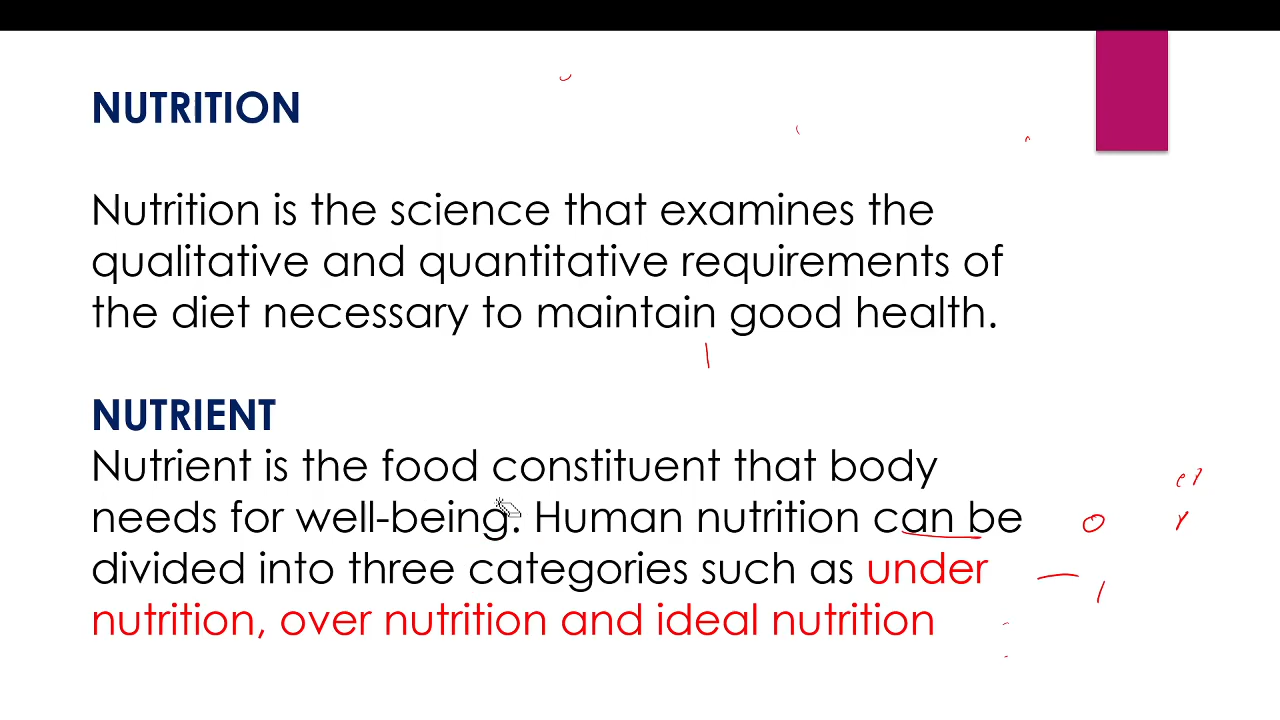 NUTRITION
Nutrition is the science that examines the
qualitative and quantitative requirements of
the diet necessary to maintain good health.
NUTRIENT
Nutrient is the food constituent that body
needs for well-being. Human nutrition can be
divided into three categories such as under
nutrition, over nutrition and ideal nutrition